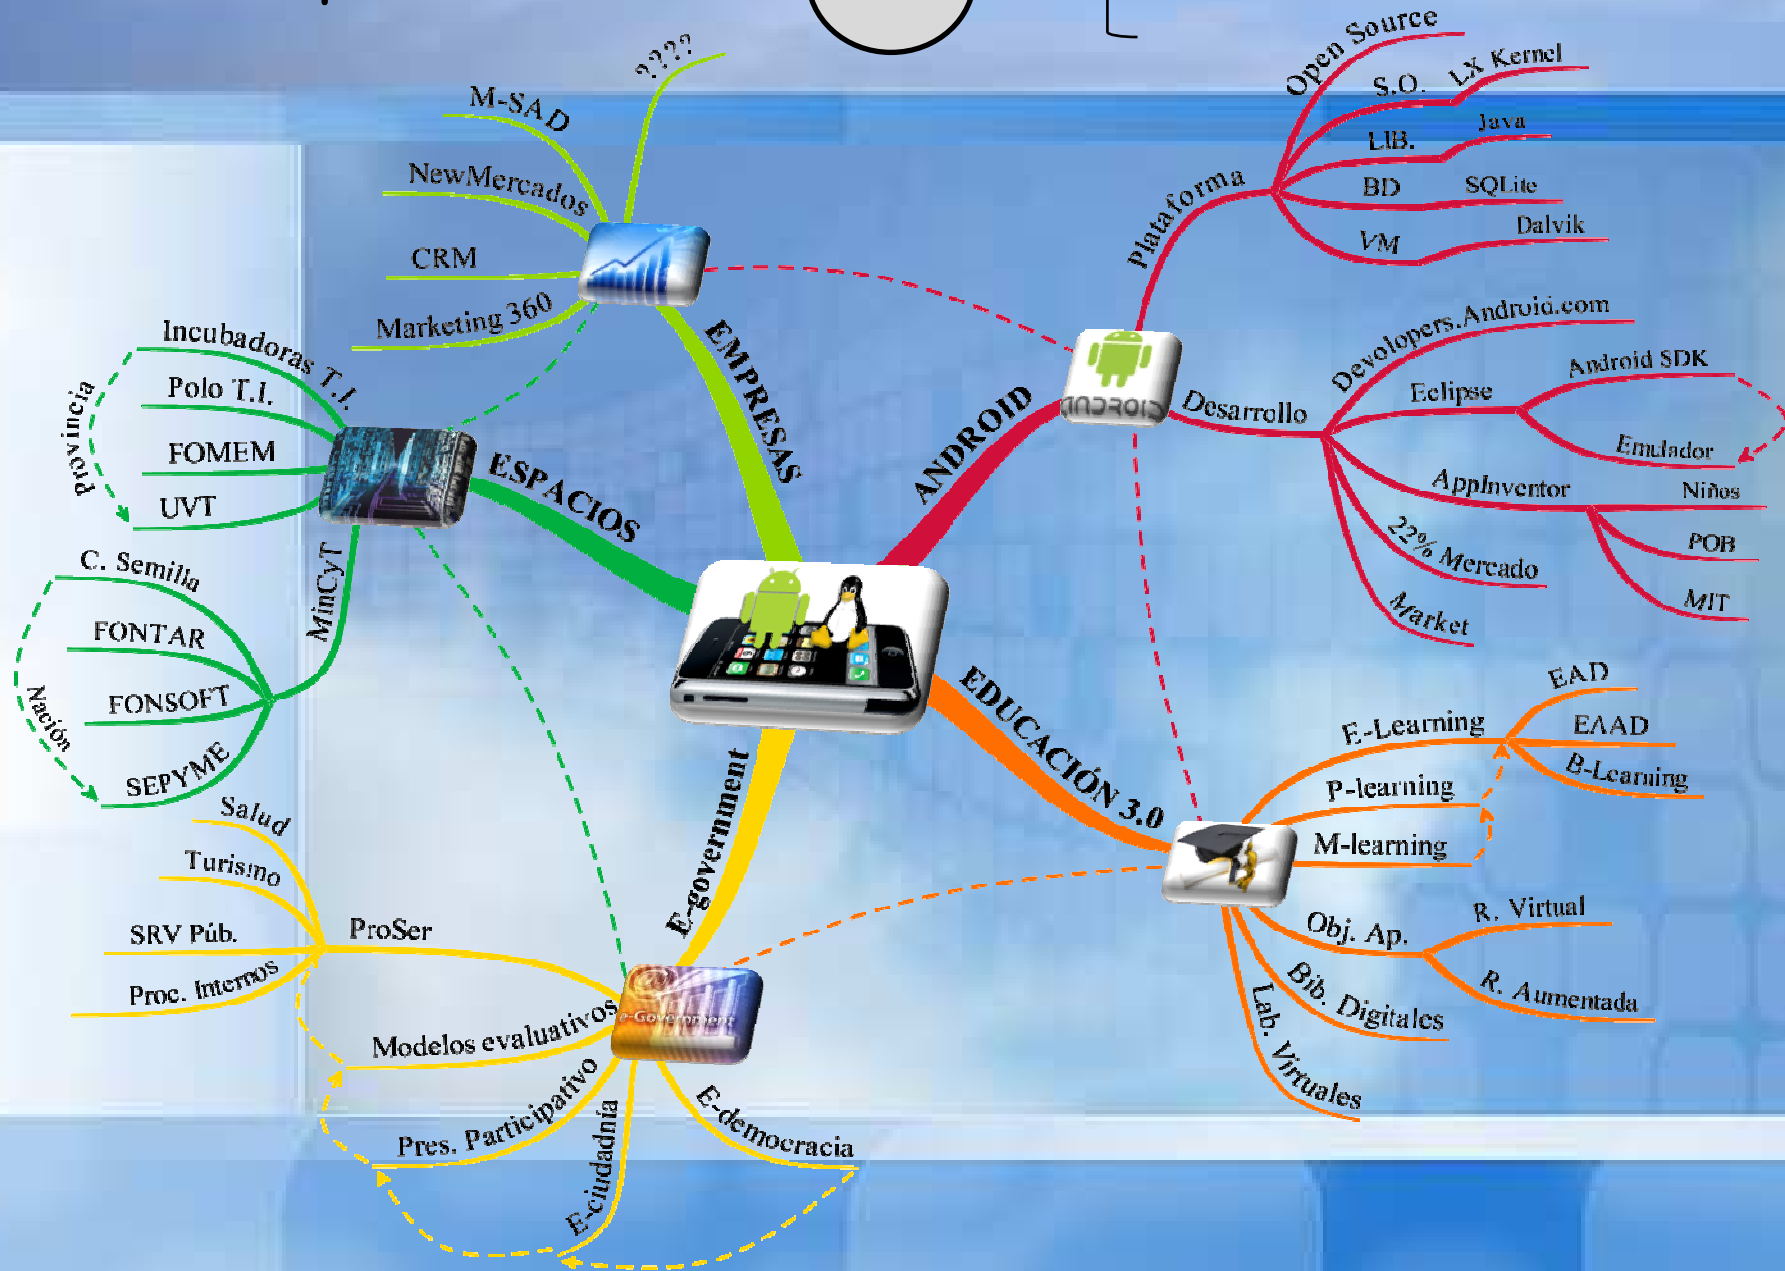 ????
M-SAD
NewMercados
CRM
Marketing 360
EMPRESAS
Incubadoras T.I.
Polo T.I.
FOMEM
UVT
Provincia
ESPACIOS
MinCyT
C. Semilla
FONTAR
FONSOFT
SEPYME
Nación
ANDROID
ANDROID
Plataforma
Open Source
S.O.
LX Kernel
LIB.
Java
BD
SQLite
VM
Dalvik
Desarrollo
Devolopers.Android.com
Eclipse
Android SDK
Emulador
AppInventor
Niños
POB
MIT
22% Mercado
Market
EDUCACIÓN 3.0
E-Learning
EAD
EAAD
B-Learning
P-learning
M-learning
Obj. Ap.
R. Virtual
R. Aumentada
Bib. Digitales
Lab. Virtuales
E-government
e-Government
ProSer
Salud
Turismo
SRV Púb.
Proc. Internos
Modelos evaluativos
Pres. Participativo
E-ciudadnía
E-democracia